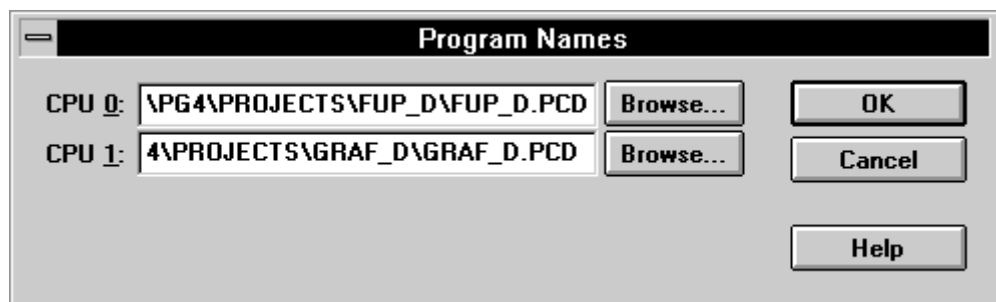 Program Names
CPU 0: \PG4\PROJECTS\FUP_D\FUP_D.PCD Browse... OK
CPU 1: 4\PROJECTS\GRAF_D\GRAF_D.PCD Browse... Cancel
Help